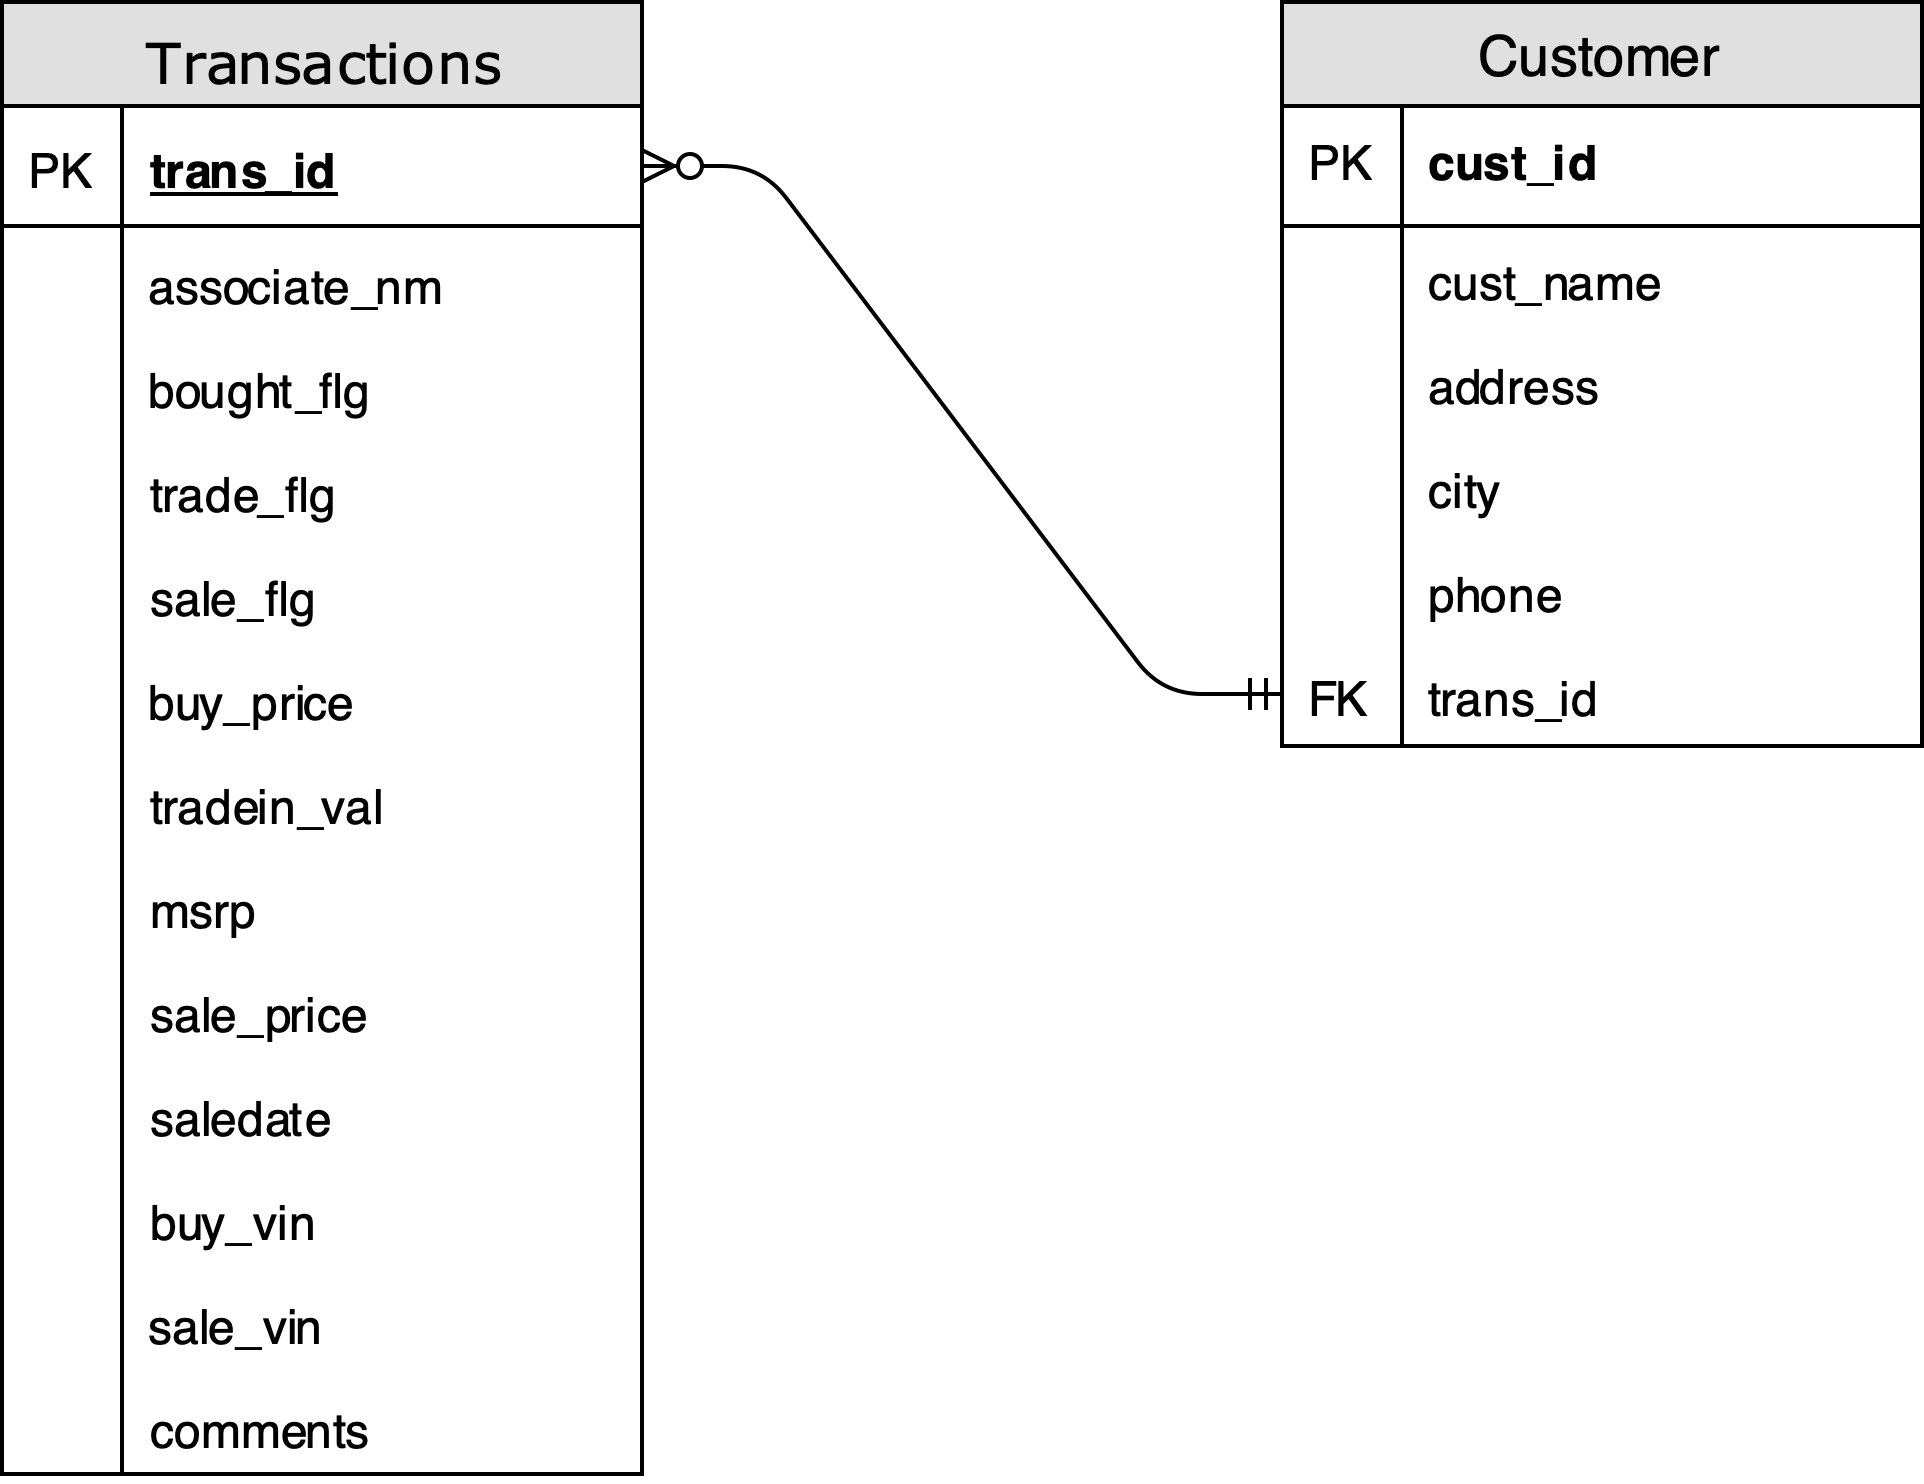 Transactions
PK trans_id
associate_nm
bought_flg
trade_flg
sale_flg
buy_price
tradein_val
msrp
sale_price
saledate
buy_vin
sale_vin
comments
Customer
PK cust_id
cust_name
address
city
phone
FK trans_id